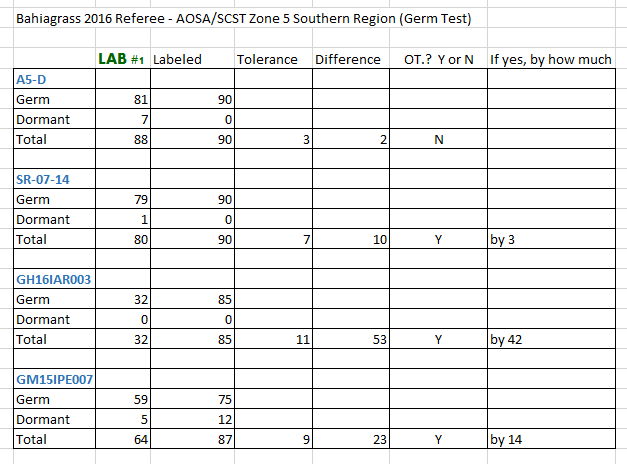 Bahiagrass 2016 Referee - AOSA/SCST Zone 5 Southern Region (Germ Test)
LAB #1 Labeled Tolerance Difference OT.? Y or N If yes, by how much
A5-D
Germ 81 90
Dormant 7 0
Total 88 90 3 2 N
SR-07-14
Germ 79 90
Dormant 1 0
Total 80 90 7 10 Y by 3
GH16IAR003
Germ 32 85
Dormant 0 0
Total 32 85 11 53 Y by 42
GM15IPE007
Germ 59 75
Dormant 5 12
Total 64 87 9 23 Y by 14